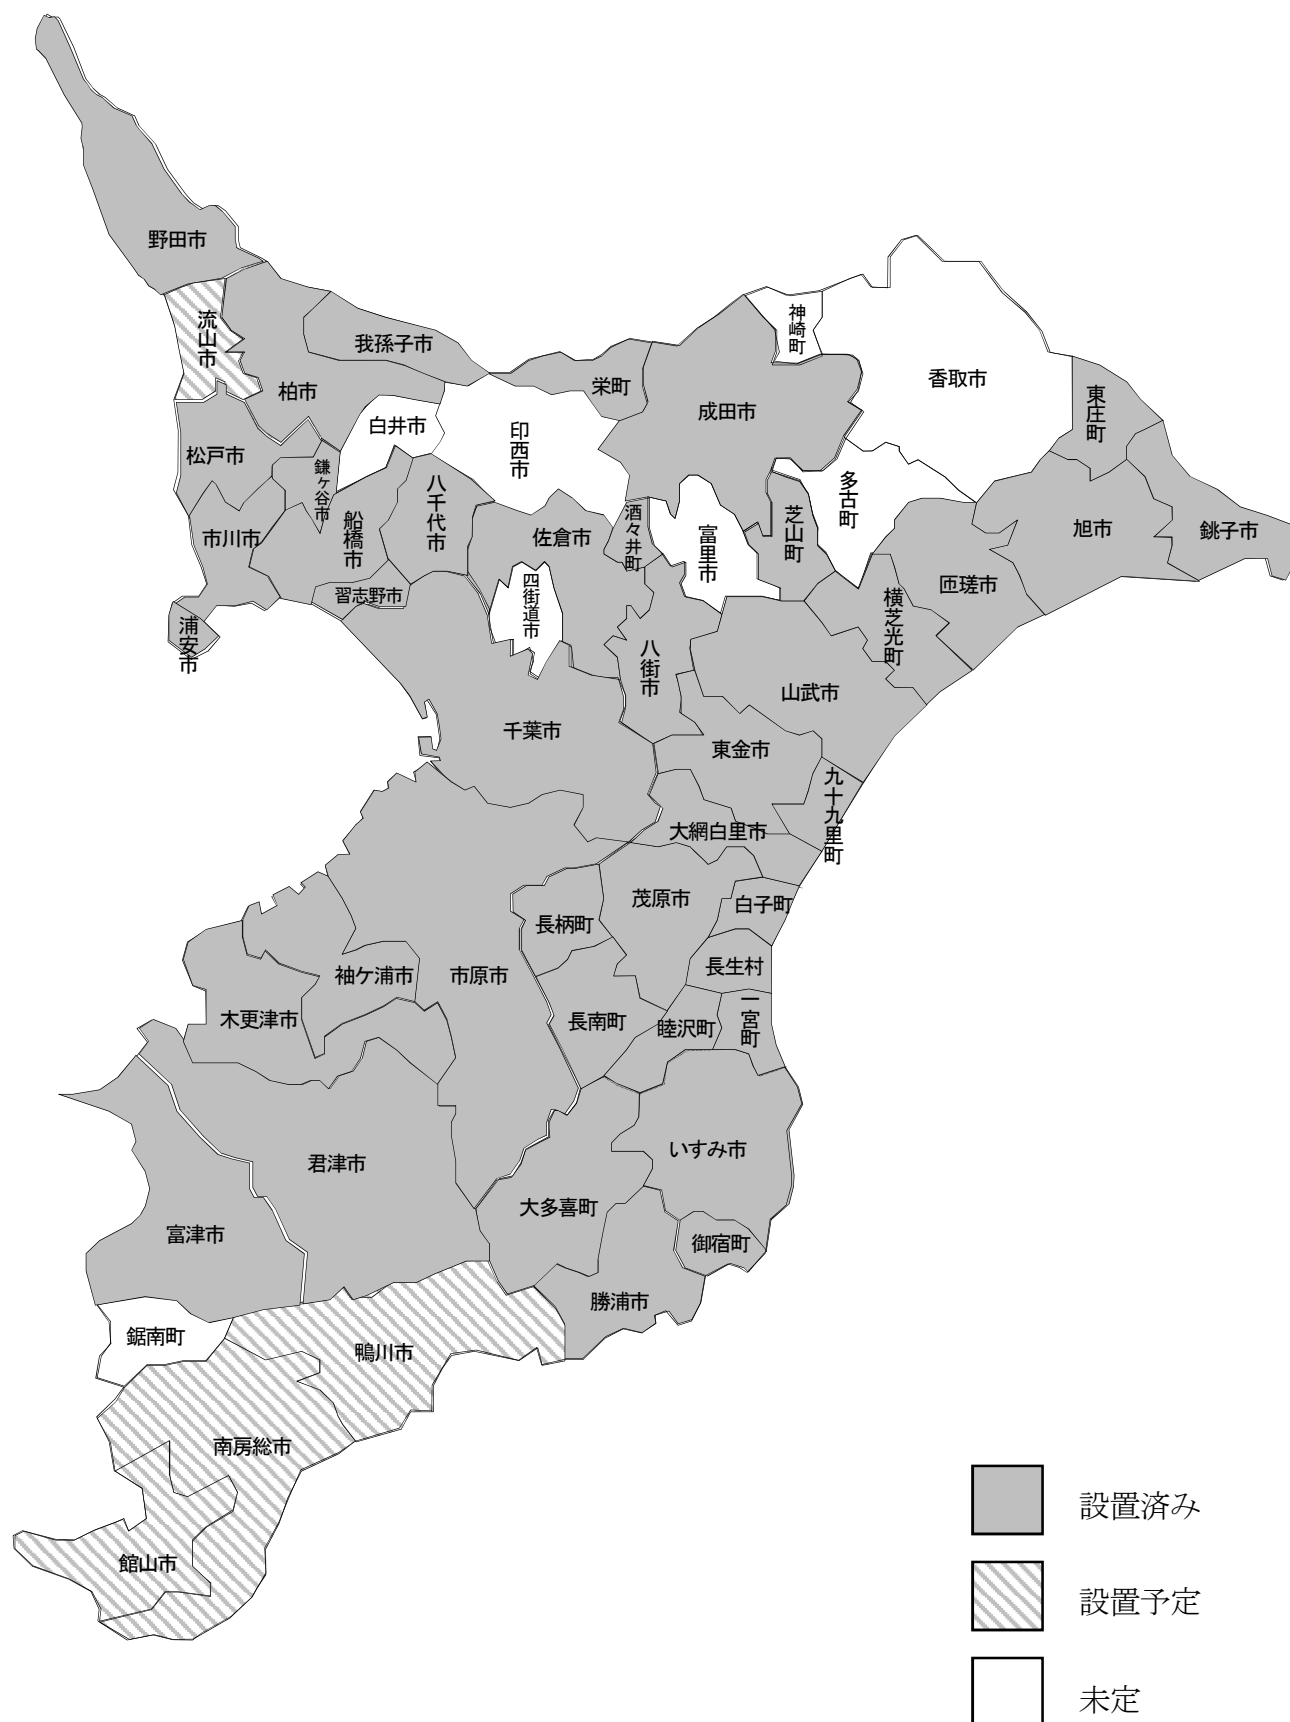 野田市
流山市
我孫子市
柏市
白井市
松戸市
鎌ヶ谷市
市川市
船橋市
八千代市
習志野市
浦安市
印西市
栄町
成田市
神崎町
香取市
東庄町
多古町
芝山町
富里市
酒々井町
佐倉市
四街道市
旭市
銚子市
匝瑳市
横芝光町
八街市
山武市
千葉市
東金市
九十九里町
大網白里市
茂原市
白子町
長柄町
長生村
一宮町
睦沢町
長南町
市原市
袖ケ浦市
木更津市
君津市
富津市
いすみ市
大多喜町
御宿町
勝浦市
鋸南町
鴨川市
南房総市
館山市
設置済み
設置予定
未定